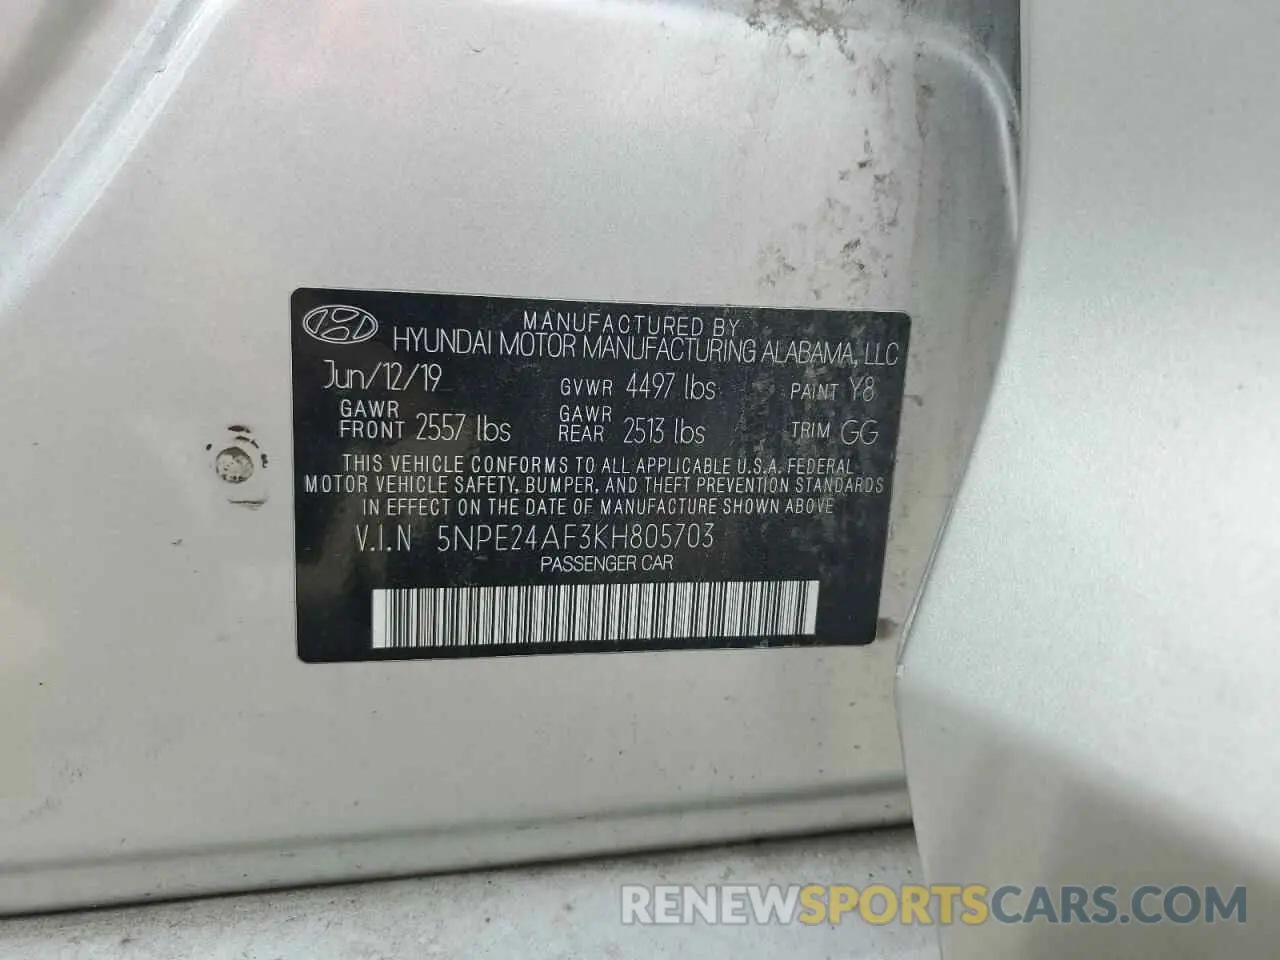 MANUFACTURED BY
HYUNDAI MOTOR MANUFACTURING ALABAMA, LLC
Jun/12/19 GVWR 4497 lbs PAINT Y8
GAWR FRONT 2557 lbs GAWR REAR 2513 lbs TRIM GG
THIS VEHICLE CONFORMS TO ALL APPLICABLE U.S.A. FEDERAL
MOTOR VEHICLE SAFETY, BUMPER, AND THEFT PREVENTION STANDARDS
IN EFFECT ON THE DATE OF MANUFACTURE SHOWN ABOVE
V.I.N 5NPE24AF3KH805703
PASSENGER CAR
RENEWSPORTSCARS.COM